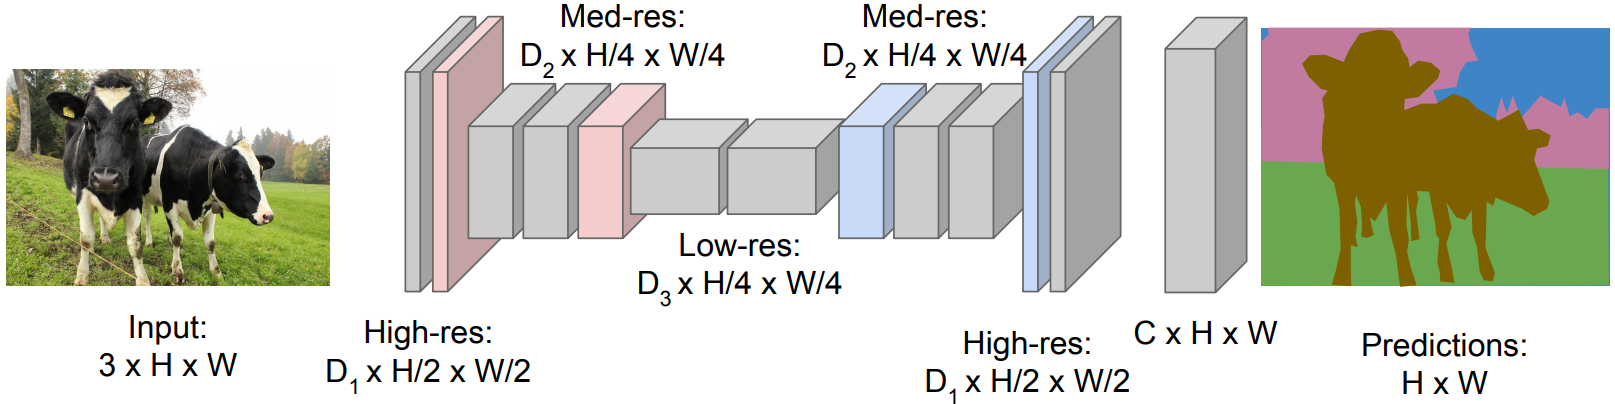 Input:
3 x H x W
High-res:
D₁ x H/2 x W/2
Med-res:
D₂ x H/4 x W/4
Low-res:
D₃ x H/4 x W/4
Med-res:
D₂ x H/4 x W/4
High-res:
D₁ x H/2 x W/2
C x H x W
Predictions:
H x W